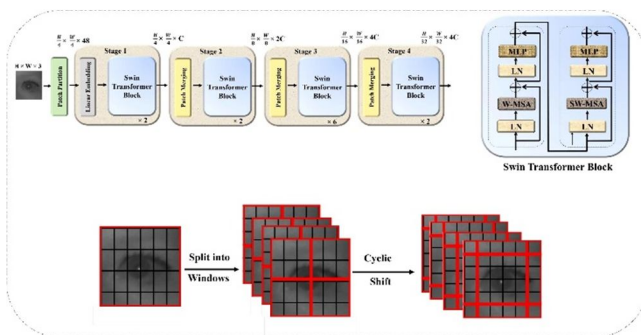 H × W × 3
Patch Partition
H/4 × W/4 × 48
Stage 1
Linear Embedding
Swin
Transformer
Block
× 2
H/4 × W/4 × C
Stage 2
Patch Merging
Swin
Transformer
Block
× 2
H/8 × W/8 × 2C
Stage 3
Patch Merging
Swin
Transformer
Block
× 6
H/16 × W/16 × 4C
Stage 4
Patch Merging
Swin
Transformer
Block
× 2
H/32 × W/32 × 4C
MLP
LN
W-MSA
LN
MLP
LN
SW-MSA
LN
Swin Transformer Block
Split into
Windows
Cyclic
Shift